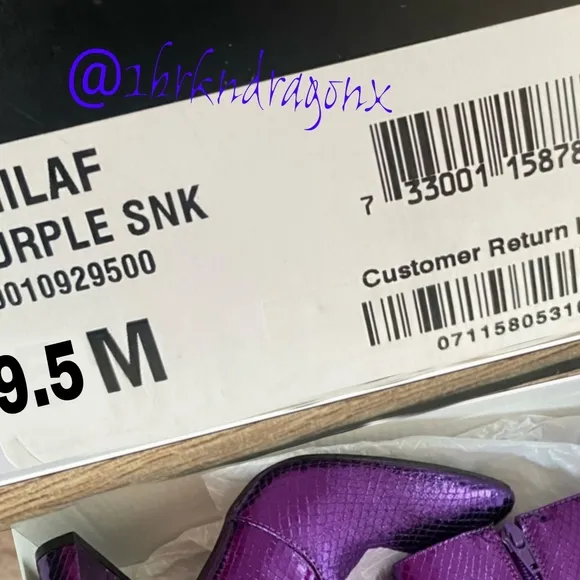 @1brkndragonx
ILAF
URPLE SNK
0010929500
9.5 M
7 33001 15878
Customer Return
07115805310